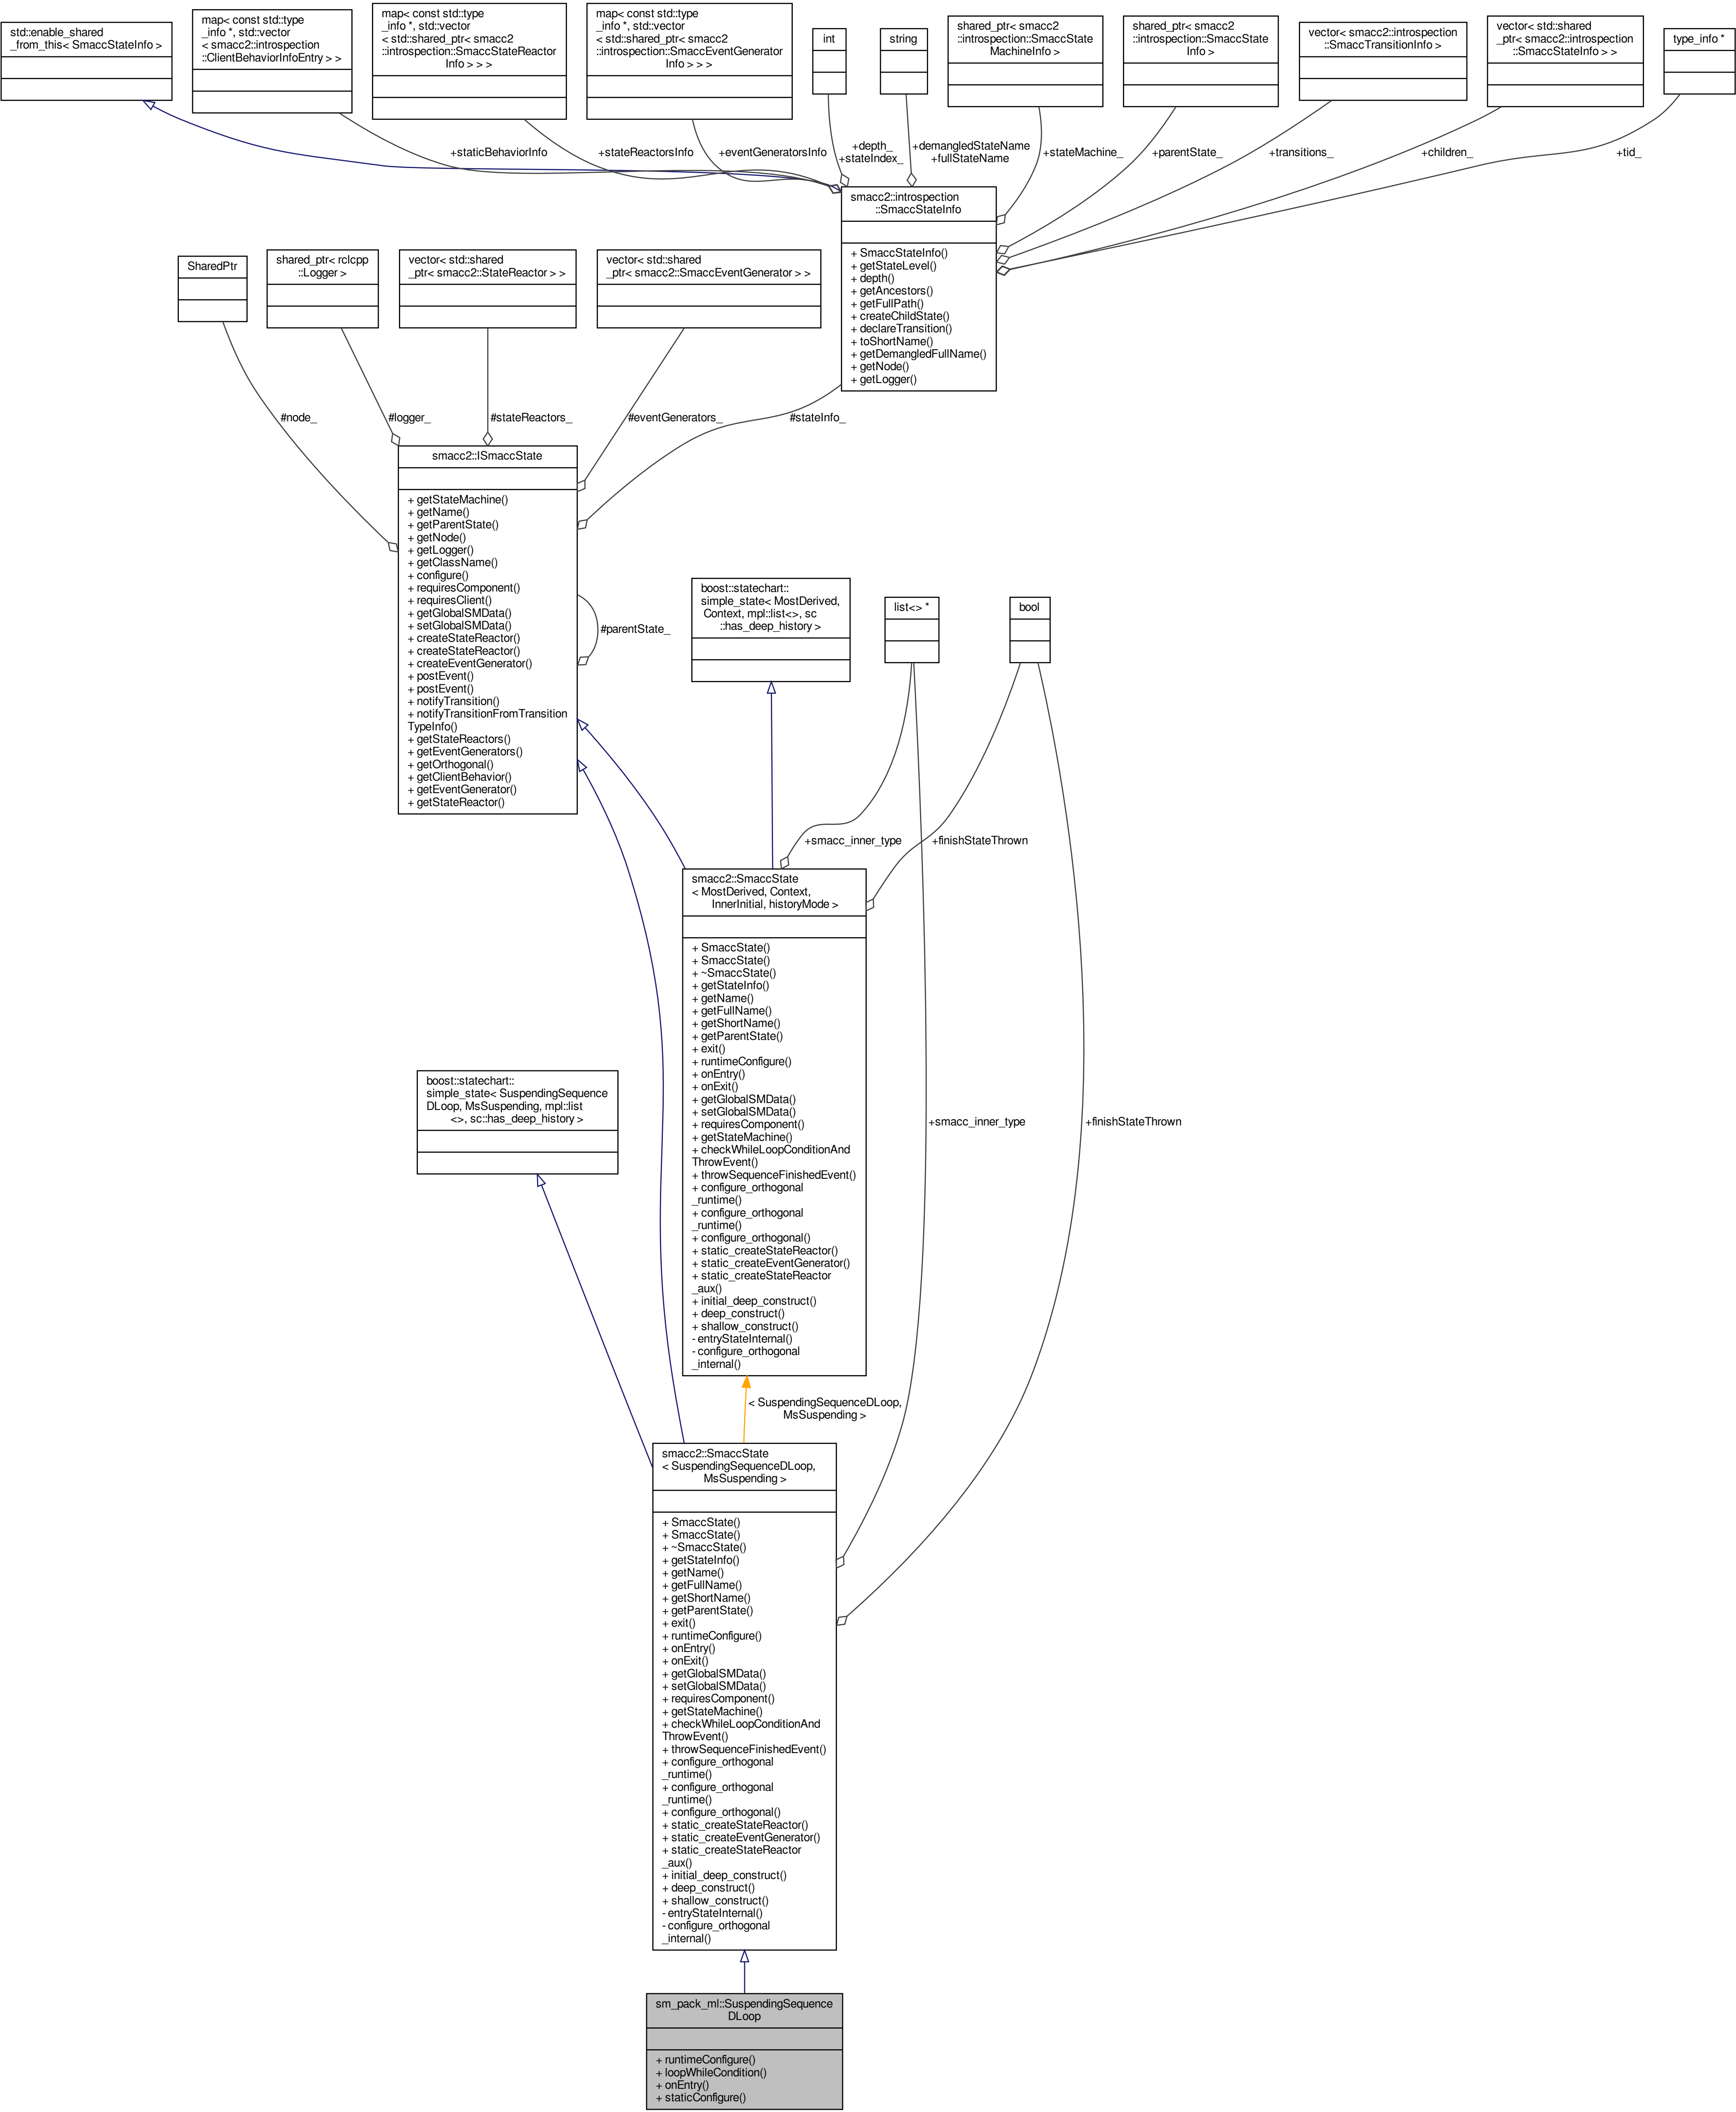 std::enable_shared
_from_this< SmaccStateInfo >
map< const std::type
_info *, std::vector
< smacc2::introspection
::ClientBehaviorInfoEntry > >
map< const std::type
_info *, std::vector
< std::shared_ptr< smacc2
::introspection::SmaccStateReactor
Info > > >
map< const std::type
_info *, std::vector
< std::shared_ptr< smacc2
::introspection::SmaccEventGenerator
Info > > >
int
string
shared_ptr< smacc2
::introspection::SmaccState
MachineInfo >
shared_ptr< smacc2
::introspection::SmaccState
Info >
vector< smacc2::introspection
::SmaccTransitionInfo >
vector< std::shared
_ptr< smacc2::introspection
::SmaccStateInfo > >
type_info *
+staticBehaviorInfo
+stateReactorsInfo
+eventGeneratorsInfo
+depth_
+stateIndex_
+demangledStateName
+fullStateName
+stateMachine_
+parentState_
+transitions_
+children_
+tid_
smacc2::introspection
::SmaccStateInfo
+ SmaccStateInfo()
+ getStateLevel()
+ depth()
+ getAncestors()
+ getFullPath()
+ createChildState()
+ declareTransition()
+ toShortName()
+ getDemangledFullName()
+ getNode()
+ getLogger()
SharedPtr
shared_ptr< rclcpp
::Logger >
vector< std::shared
_ptr< smacc2::StateReactor > >
vector< std::shared
_ptr< smacc2::SmaccEventGenerator > >
#node_
#logger_
#stateReactors_
#eventGenerators_
#stateInfo_
smacc2::ISmaccState
+ getStateMachine()
+ getName()
+ getParentState()
+ getNode()
+ getLogger()
+ getClassName()
+ configure()
+ requiresComponent()
+ requiresClient()
+ getGlobalSMData()
+ setGlobalSMData()
+ createStateReactor()
+ createStateReactor()
+ createEventGenerator()
+ postEvent()
+ postEvent()
+ notifyTransition()
+ notifyTransitionFromTransition
TypeInfo()
+ getStateReactors()
+ getEventGenerators()
+ getOrthogonal()
+ getClientBehavior()
+ getEventGenerator()
+ getStateReactor()
#parentState_
boost::statechart::
simple_state< MostDerived,
Context, mpl::list<>, sc
::has_deep_history >
list<> *
bool
+smacc_inner_type
+finishStateThrown
smacc2::SmaccState
< MostDerived, Context,
InnerInitial, historyMode >
+ SmaccState()
+ SmaccState()
+ ~SmaccState()
+ getStateInfo()
+ getName()
+ getFullName()
+ getShortName()
+ getParentState()
+ exit()
+ runtimeConfigure()
+ onEntry()
+ onExit()
+ getGlobalSMData()
+ setGlobalSMData()
+ requiresComponent()
+ getStateMachine()
+ checkWhileLoopConditionAnd
ThrowEvent()
+ throwSequenceFinishedEvent()
+ configure_orthogonal
_runtime()
+ configure_orthogonal
_runtime()
+ configure_orthogonal()
+ static_createStateReactor()
+ static_createEventGenerator()
+ static_createStateReactor
_aux()
+ initial_deep_construct()
+ deep_construct()
+ shallow_construct()
- entryStateInternal()
- configure_orthogonal
_internal()
boost::statechart::
simple_state< SuspendingSequence
DLoop, MsSuspending, mpl::list
<>, sc::has_deep_history >
+smacc_inner_type
+finishStateThrown
< SuspendingSequenceDLoop,
MsSuspending >
smacc2::SmaccState
< SuspendingSequenceDLoop,
MsSuspending >
+ SmaccState()
+ SmaccState()
+ ~SmaccState()
+ getStateInfo()
+ getName()
+ getFullName()
+ getShortName()
+ getParentState()
+ exit()
+ runtimeConfigure()
+ onEntry()
+ onExit()
+ getGlobalSMData()
+ setGlobalSMData()
+ requiresComponent()
+ getStateMachine()
+ checkWhileLoopConditionAnd
ThrowEvent()
+ throwSequenceFinishedEvent()
+ configure_orthogonal
_runtime()
+ configure_orthogonal
_runtime()
+ configure_orthogonal()
+ static_createStateReactor()
+ static_createEventGenerator()
+ static_createStateReactor
_aux()
+ initial_deep_construct()
+ deep_construct()
+ shallow_construct()
- entryStateInternal()
- configure_orthogonal
_internal()
sm_pack_ml::SuspendingSequence
DLoop
+ runtimeConfigure()
+ loopWhileCondition()
+ onEntry()
+ staticConfigure()